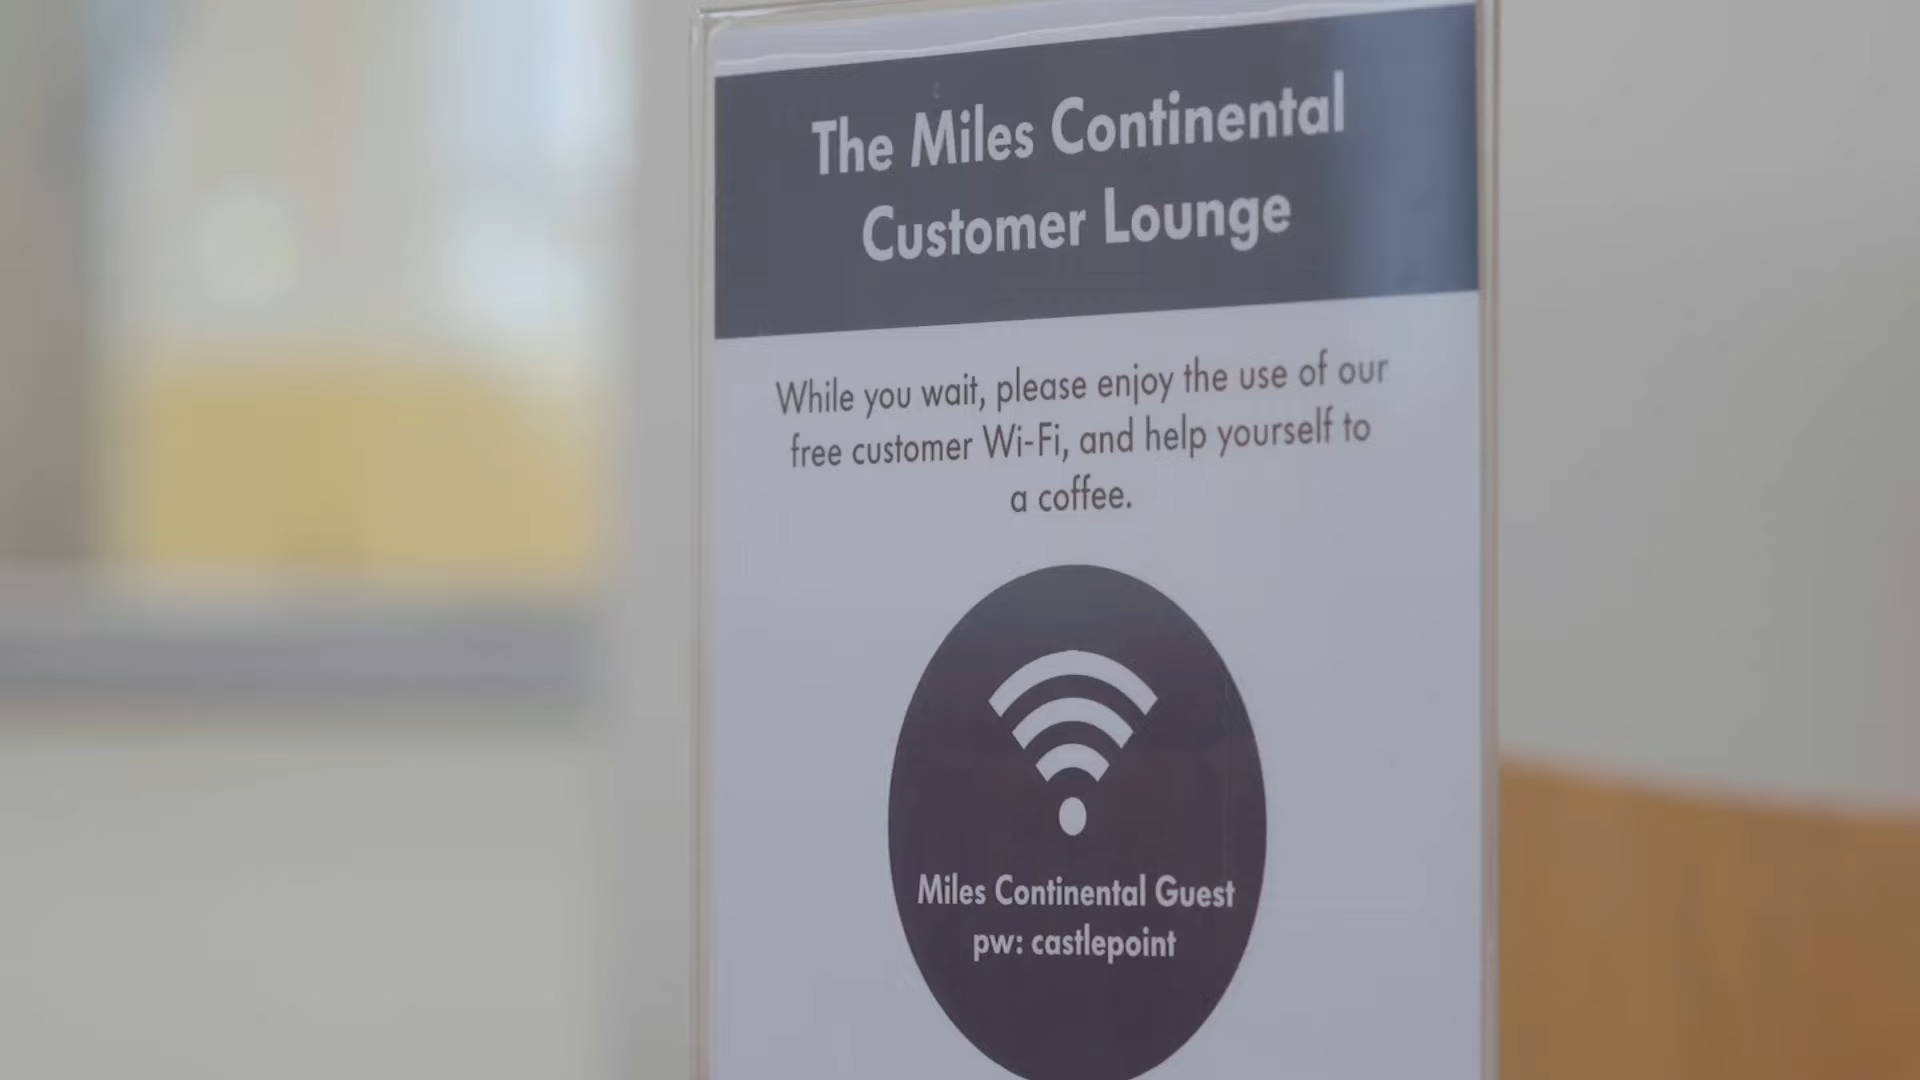 The Miles Continental
Customer Lounge
While you wait, please enjoy the use of our
free customer Wi-Fi, and help yourself to
a coffee.
Miles Continental Guest
pw: castlepoint